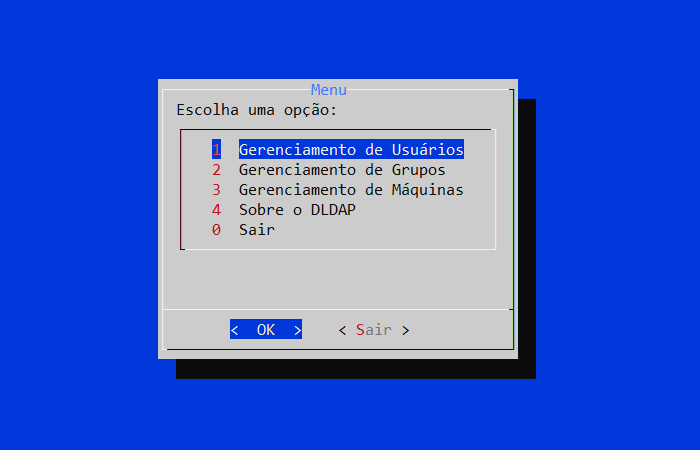 Menu
Escolha uma opção:
1 Gerenciamento de Usuários
2 Gerenciamento de Grupos
3 Gerenciamento de Máquinas
4 Sobre o DLDAP
0 Sair
< OK > < Sair >